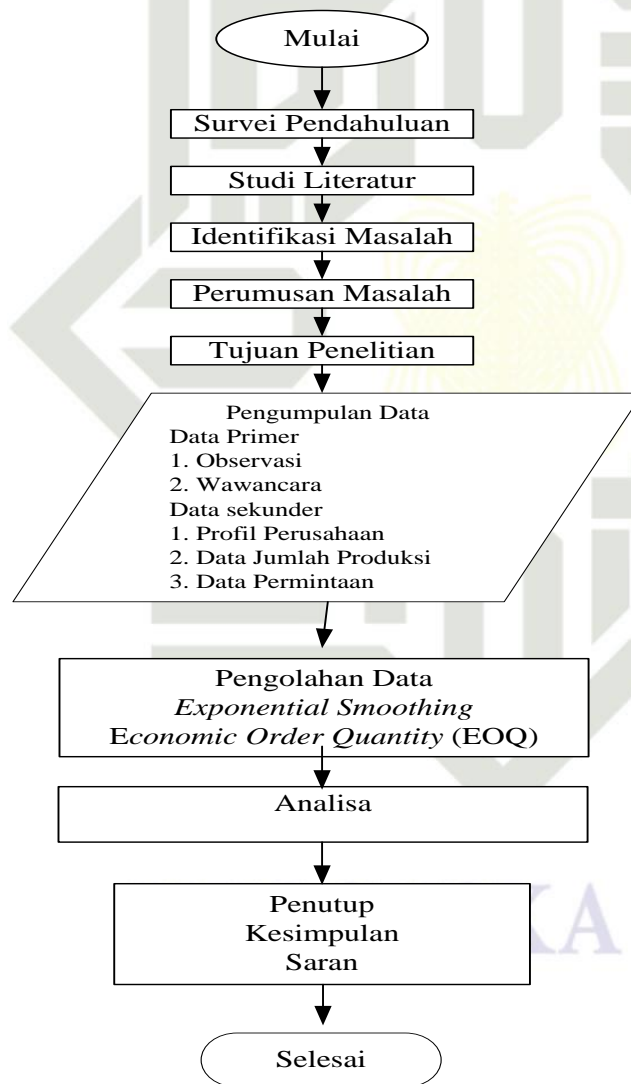 Mulai
Survei Pendahuluan
Studi Literatur
Identifikasi Masalah
Perumusan Masalah
Tujuan Penelitian
Pengumpulan Data
Data Primer
1. Observasi
2. Wawancara
Data sekunder
1. Profil Perusahaan
2. Data Jumlah Produksi
3. Data Permintaan
Pengolahan Data
Exponential Smoothing
Economic Order Quantity (EOQ)
Analisa
Penutup
Kesimpulan
Saran
KA
Selesai